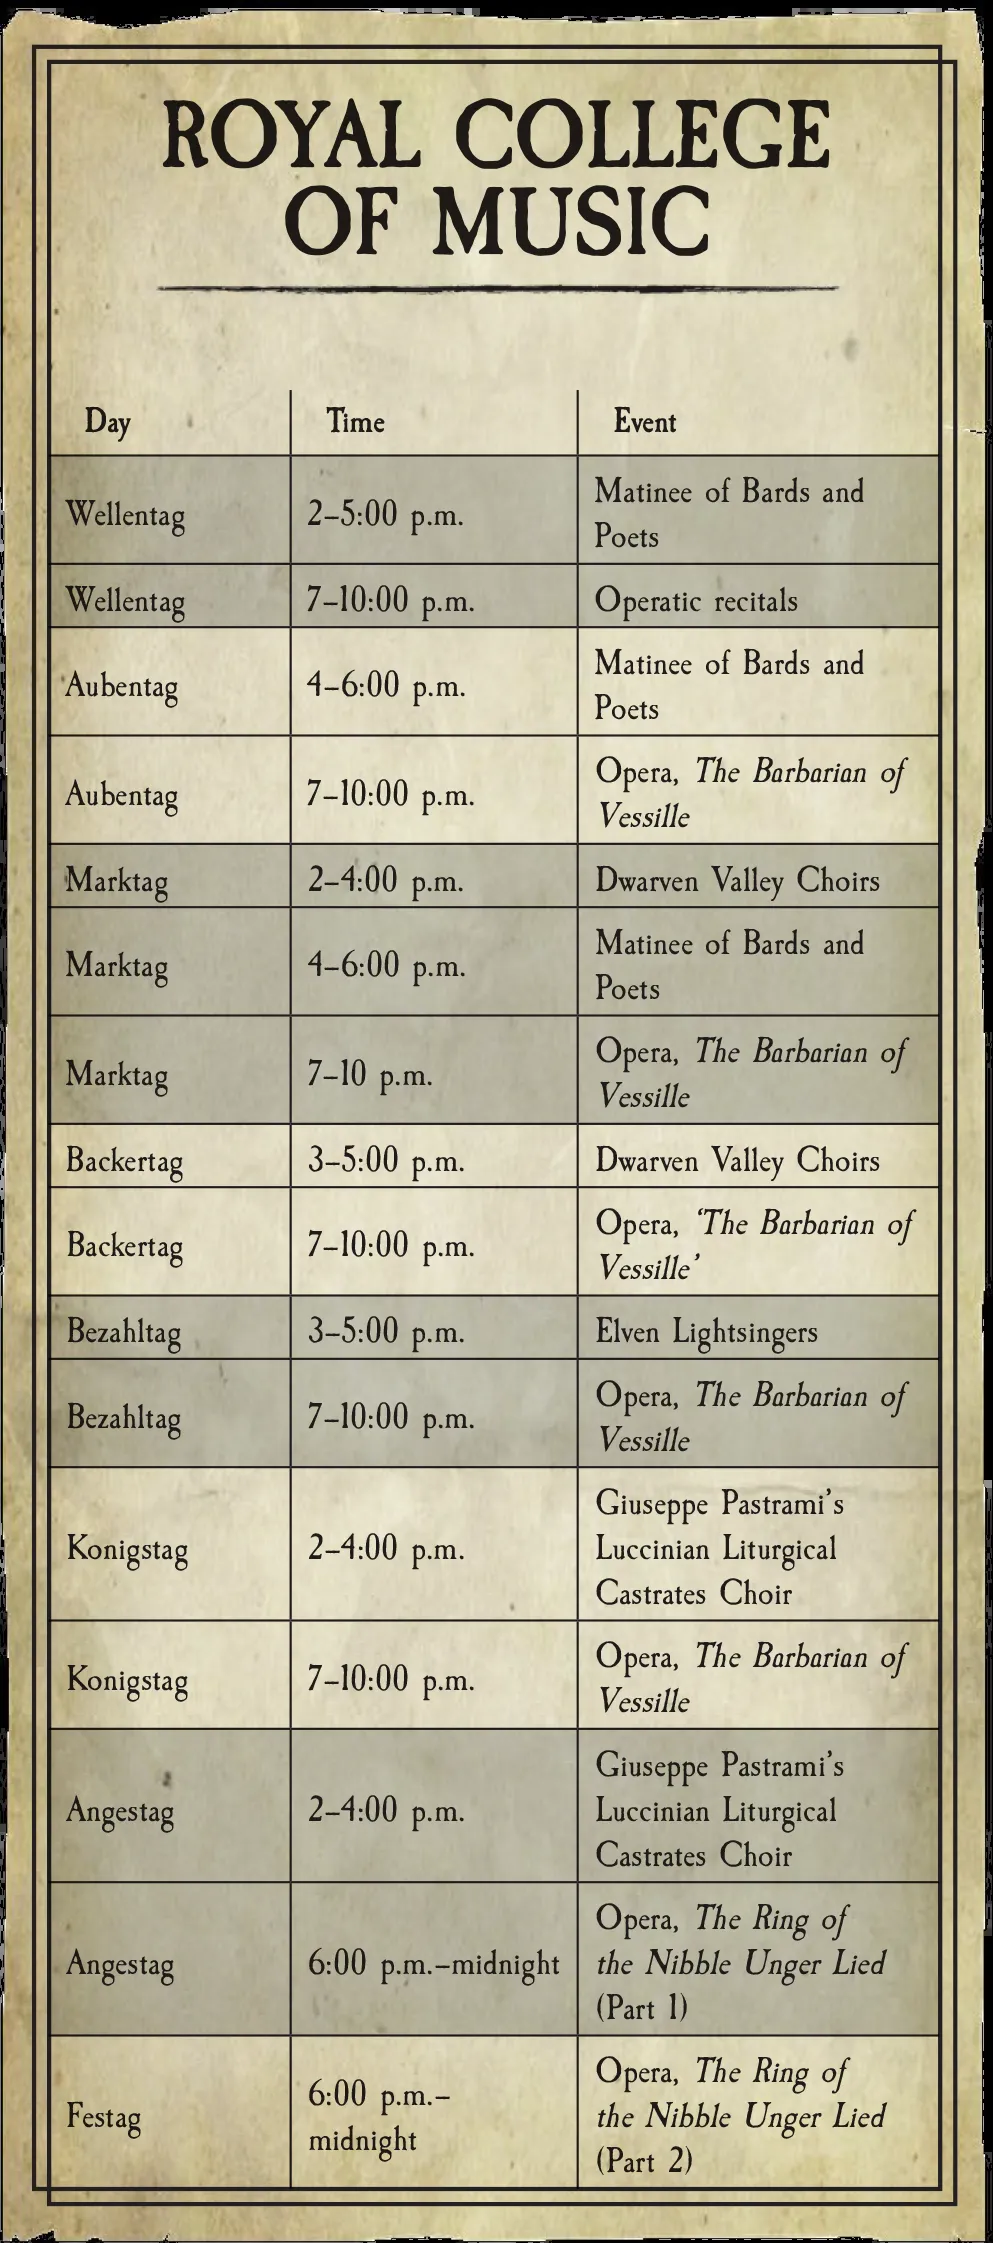 ROYAL COLLEGE
OF MUSIC
Day Time Event
Wellentag 2–5:00 p.m. Matinee of Bards and
Poets
Wellentag 7–10:00 p.m. Operatic recitals
Aubentag 4–6:00 p.m. Matinee of Bards and
Poets
Aubentag 7–10:00 p.m. Opera, The Barbarian of
Vessille
Marktag 2–4:00 p.m. Dwarven Valley Choirs
Marktag 4–6:00 p.m. Matinee of Bards and
Poets
Marktag 7–10 p.m. Opera, The Barbarian of
Vessille
Backertag 3–5:00 p.m. Dwarven Valley Choirs
Backertag 7–10:00 p.m. Opera, ‘The Barbarian of
Vessille’
Bezahltag 3–5:00 p.m. Elven Lightsingers
Bezahltag 7–10:00 p.m. Opera, The Barbarian of
Vessille
Konigstag 2–4:00 p.m. Giuseppe Pastrami’s
Luccinian Liturgical
Castrates Choir
Konigstag 7–10:00 p.m. Opera, The Barbarian of
Vessille
Angestag 2–4:00 p.m. Giuseppe Pastrami’s
Luccinian Liturgical
Castrates Choir
Angestag 6:00 p.m.–midnight Opera, The Ring of
the Nibble Unger Lied
(Part 1)
Festag 6:00 p.m.–
midnight Opera, The Ring of
the Nibble Unger Lied
(Part 2)